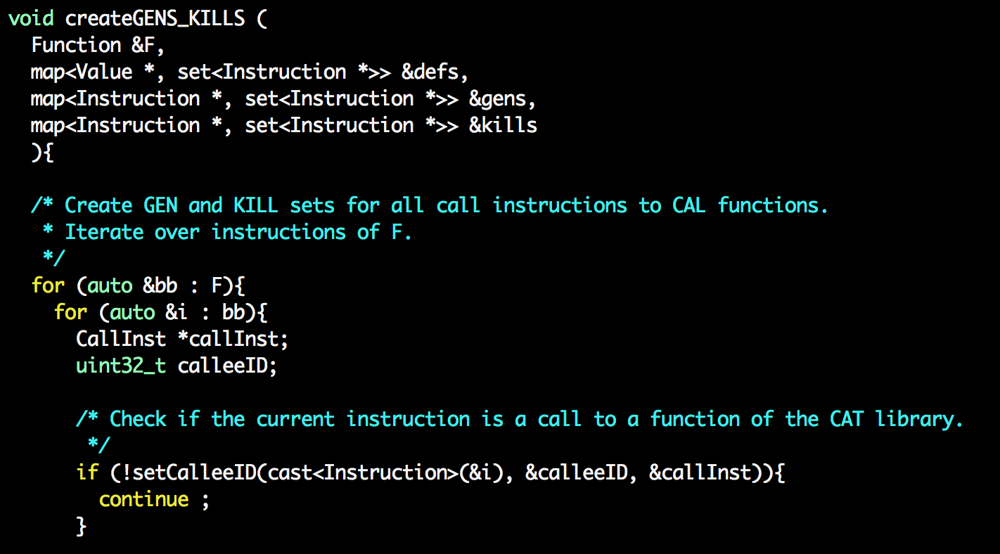 void createGENS_KILLS (
  Function &F,
  map<Value *, set<Instruction *>> &defs,
  map<Instruction *, set<Instruction *>> &gens,
  map<Instruction *, set<Instruction *>> &kills
  ){

  /* Create GEN and KILL sets for all call instructions to CAL functions.
   * Iterate over instructions of F.
   */
  for (auto &bb : F){
    for (auto &i : bb){
      CallInst *callInst;
      uint32_t calleeID;

      /* Check if the current instruction is a call to a function of the CAT library.
       */
      if (!setCalleeID(cast<Instruction>(&i), &calleeID, &callInst)){
        continue ;
      }